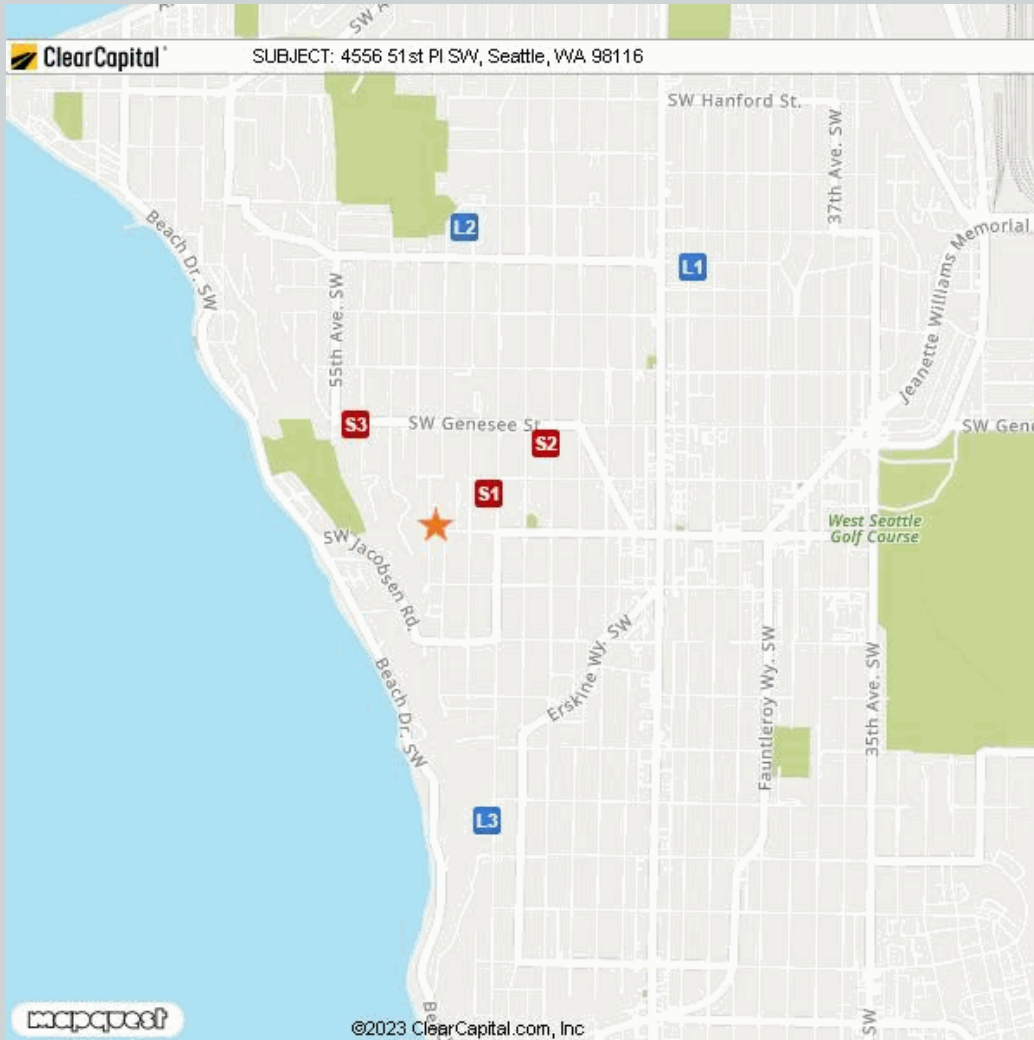 SW A
ClearCapital
SUBJECT: 4556 51st Pl SW, Seattle, WA 98116
SW Hanford St.
37th Ave. SW
Beach Dr. SW
L2
Jeanette Williams Memorial
L1
55th Ave. SW
S3
SW Genesee St.
S2
SW Gene
S1
West Seattle
Golf Course
SW Jacobsen Rd.
Erskine Wy. SW
Fauntleroy Wy. SW
35th Ave. SW
Beach Dr. SW
L3
mapquest
©2023 ClearCapital.com, Inc
Be
SW